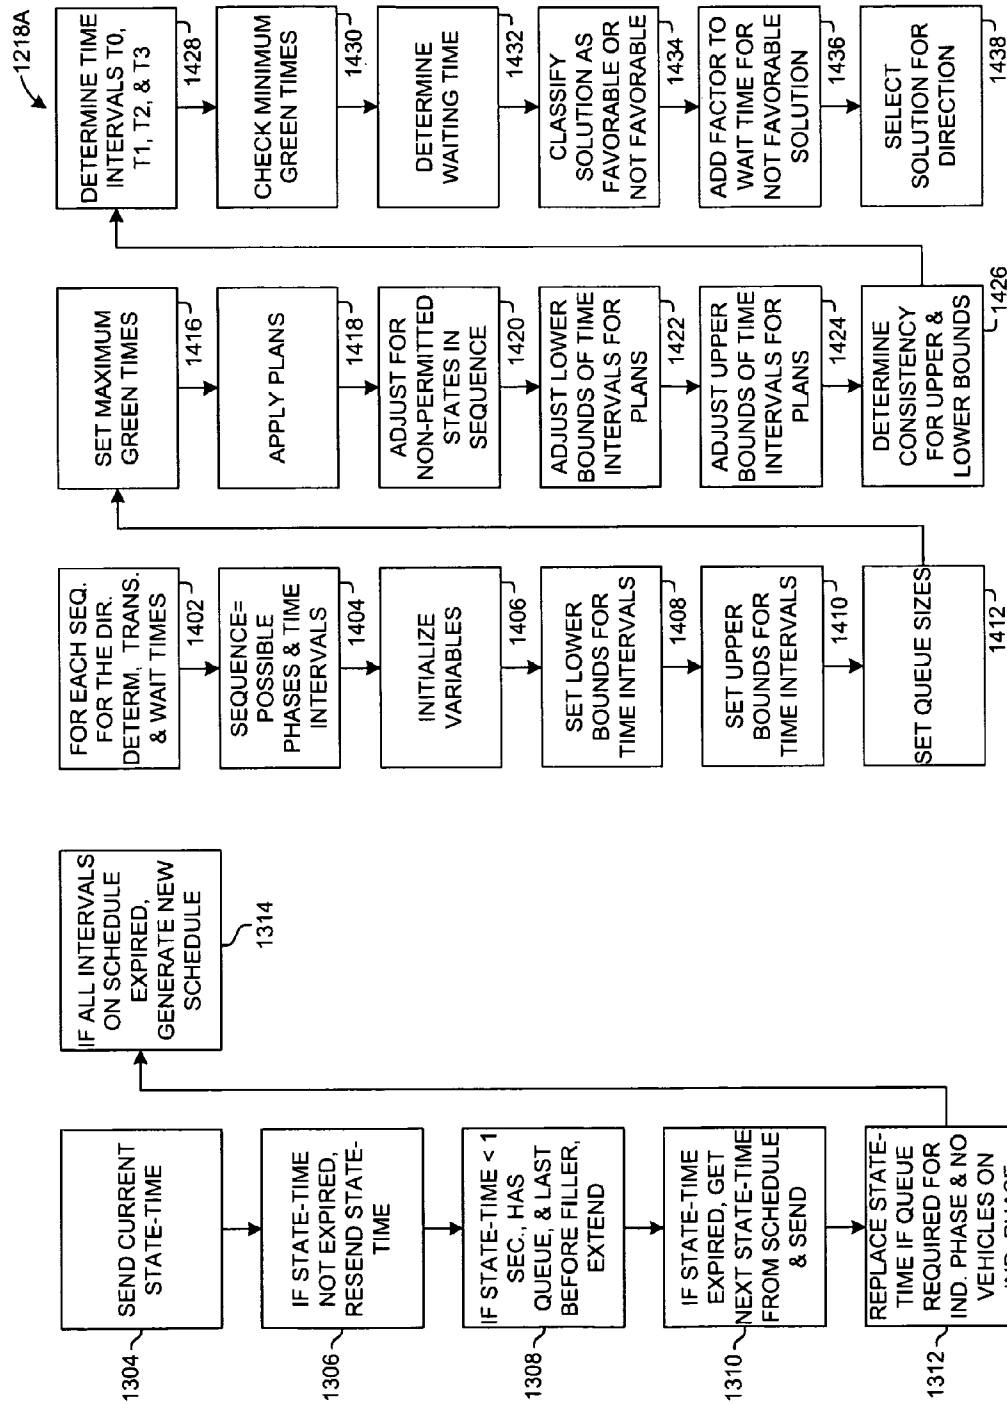 1304
SEND CURRENT
STATE-TIME
1306
IF STATE-TIME
NOT EXPIRED,
RESEND STATE-
TIME
1308
IF STATE-TIME < 1
SEC., HAS
QUEUE, & LAST
BEFORE FILLER,
EXTEND
1310
IF STATE-TIME
EXPIRED, GET
NEXT STATE-TIME
FROM SCHEDULE
& SEND
1312
REPLACE STATE-
TIME IF QUEUE
REQUIRED FOR
IND. PHASE & NO
VEHICLES ON
IND. PHASE
IF ALL INTERVALS
ON SCHEDULE
EXPIRED,
GENERATE NEW
SCHEDULE
1314
1218A
FOR EACH SEQ.
FOR THE DIR.
DETERM. TRANS.
& WAIT TIMES
1402
SEQUENCE=
POSSIBLE
PHASES & TIME
INTERVALS
1404
INITIALIZE
VARIABLES
1406
SET LOWER
BOUNDS FOR
TIME INTERVALS
1408
SET UPPER
BOUNDS FOR
TIME INTERVALS
1410
SET QUEUE SIZES
1412
SET MAXIMUM
GREEN TIMES
1416
APPLY PLANS
1418
ADJUST FOR
NON-PERMITTED
STATES IN
SEQUENCE
1420
ADJUST LOWER
BOUNDS OF TIME
INTERVALS FOR
PLANS
1422
ADJUST UPPER
BOUNDS OF TIME
INTERVALS FOR
PLANS
1424
DETERMINE
CONSISTENCY
FOR UPPER &
LOWER BOUNDS
1426
DETERMINE TIME
INTERVALS T0,
T1, T2, & T3
1428
CHECK MINIMUM
GREEN TIMES
1430
DETERMINE
WAITING TIME
1432
CLASSIFY
SOLUTION AS
FAVORABLE OR
NOT FAVORABLE
1434
ADD FACTOR TO
WAIT TIME FOR
NOT FAVORABLE
SOLUTION
1436
SELECT
SOLUTION FOR
DIRECTION
1438